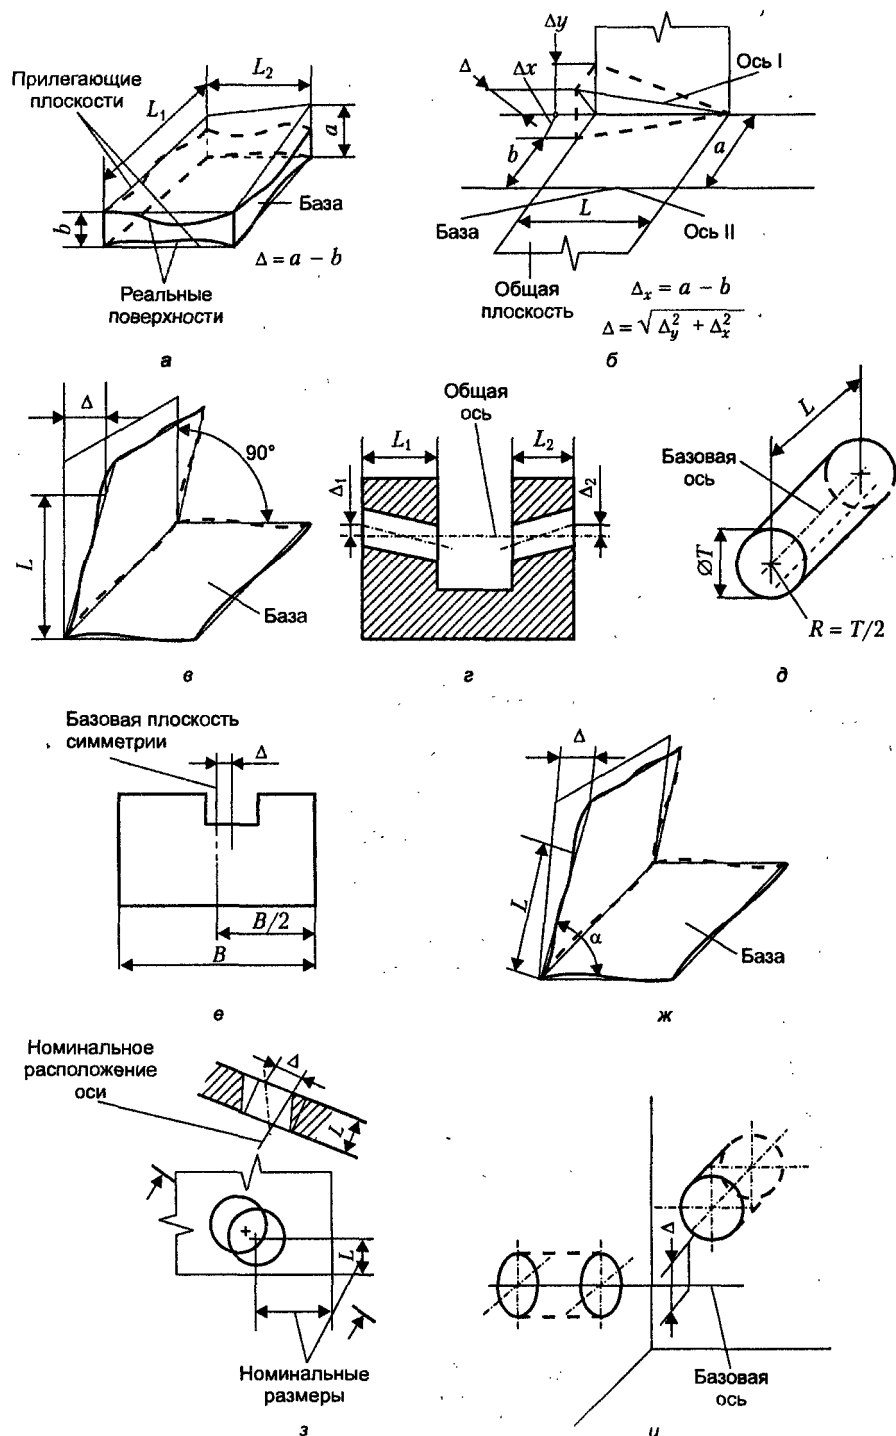 Прилегающие
плоскости
L₁
L₂
a
b
База
Δ = a − b
Реальные
поверхности
а
Δy
Δ
Δx
Ось I
b
a
L
База
Ось II
Общая
плоскость
Δₓ = a − b
Δ = √Δ²ᵧ + Δ²ₓ
б
Δ
90°
L
База
в
Общая
ось
L₁
L₂
Δ₁
Δ₂
г
L
Базовая
ось
ØT
R = T/2
д
Базовая плоскость
симметрии
Δ
B/2
B
е
Δ
L
α
База
ж
Номинальное
расположение
оси
Δ
L
L
Номинальные
размеры
з
Δ
Базовая
ось
и